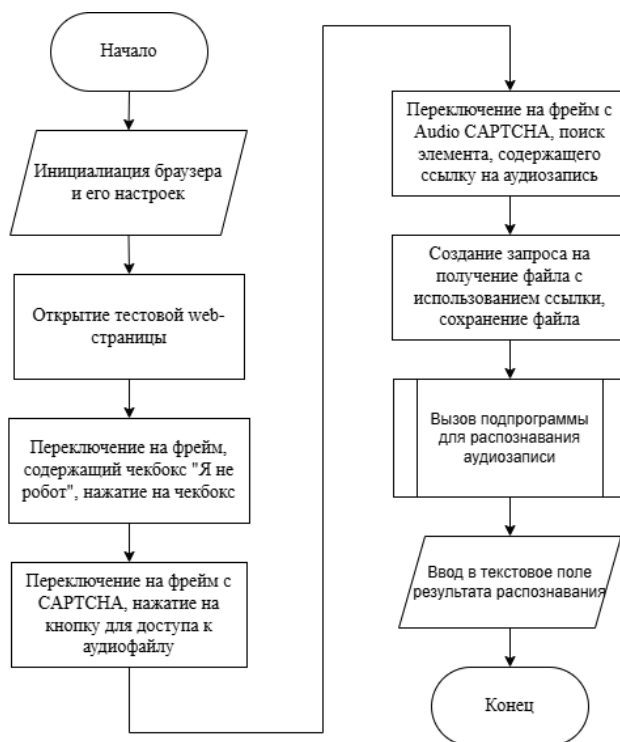 Начало
Инициалиация браузера
и его настроек
Открытие тестовой web-
страницы
Переключение на фрейм,
содержащий чекбокс "Я не
робот", нажатие на чекбокс
Переключение на фрейм с
CAPTCHA, нажатие на
кнопку для доступа к
аудиофайлу
Переключение на фрейм с
Audio CAPTCHA, поиск
элемента, содержащего
ссылку на аудиозапись
Создание запроса на
получение файла с
использованием ссылки,
сохранение файла
Вызов подпрограммы
для распознавания
аудиозаписи
Ввод в текстовое поле
результата распознавания
Конец